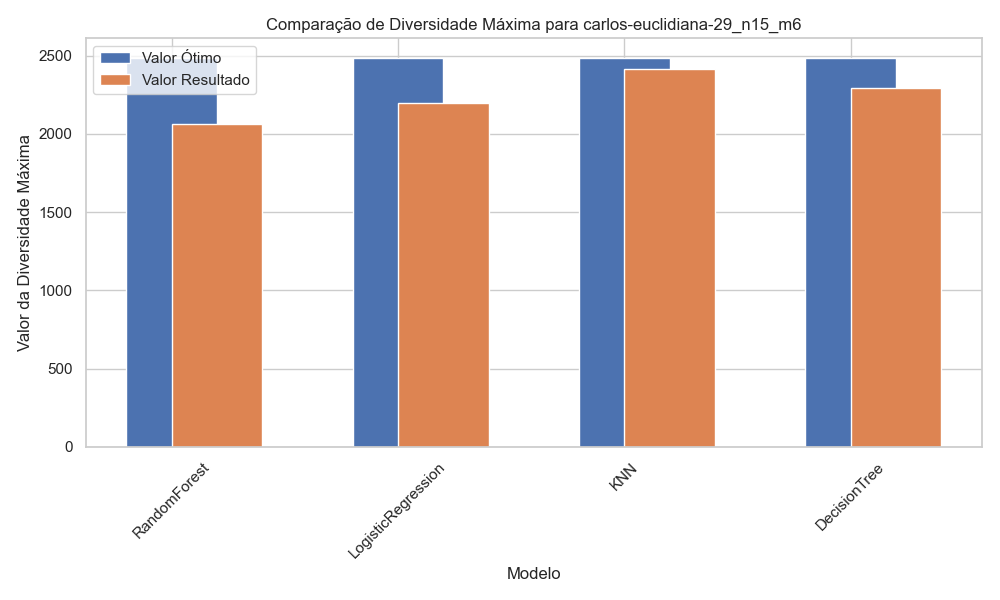 Comparação de Diversidade Máxima para carlos-euclidiana-29_n15_m6
Valor Ótimo
Valor Resultado
Valor da Diversidade Máxima
2500
2000
1500
1000
500
0
RandomForest
LogisticRegression
KNN
DecisionTree
Modelo